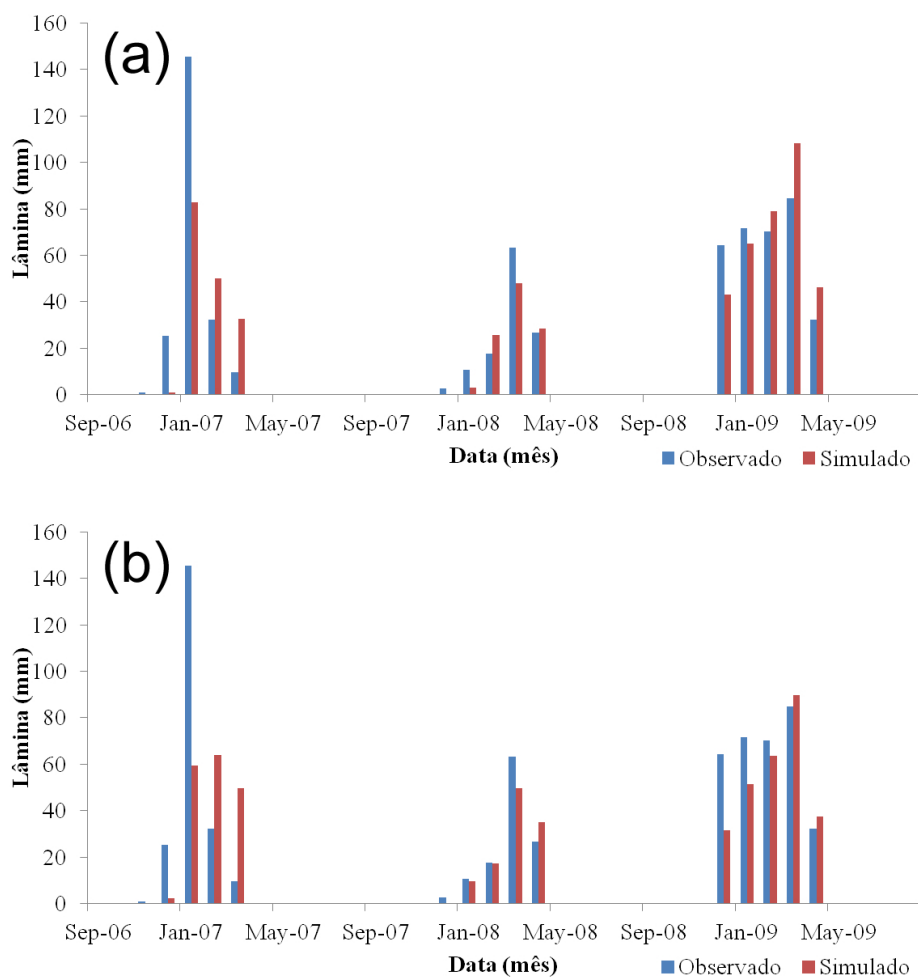 (a)
Lâmina (mm)
160
140
120
100
80
60
40
20
0
Sep-06 Jan-07 May-07 Sep-07 Jan-08 May-08 Sep-08 Jan-09 May-09
Data (mês)
Observado Simulado
(b)
Lâmina (mm)
160
140
120
100
80
60
40
20
0
Sep-06 Jan-07 May-07 Sep-07 Jan-08 May-08 Sep-08 Jan-09 May-09
Data (mês)
Observado Simulado